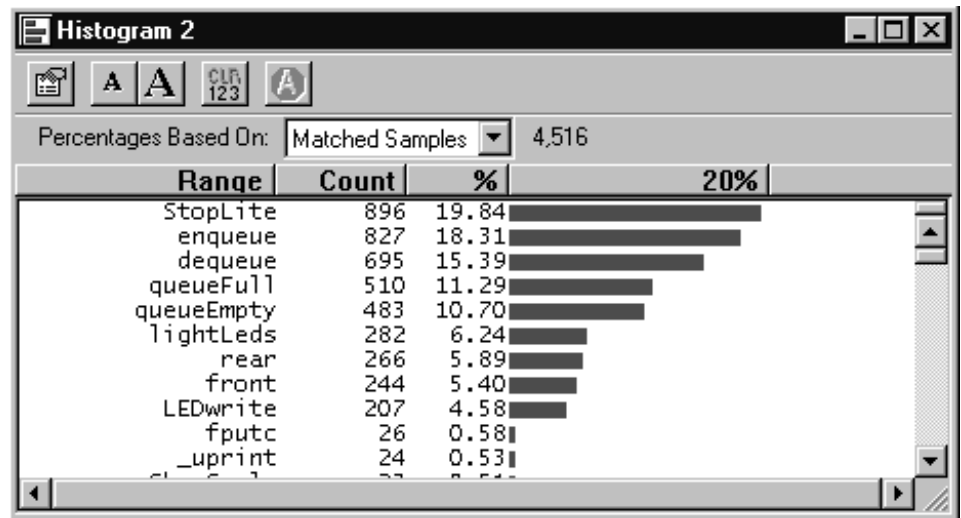 Histogram 2
A A CLR 123 A
Percentages Based On: Matched Samples 4,516
Range Count % 20%
StopLite 896 19.84
enqueue 827 18.31
dequeue 695 15.39
queueFull 510 11.29
queueEmpty 483 10.70
lightLeds 282 6.24
rear 266 5.89
front 244 5.40
LEDwrite 207 4.58
fputc 26 0.58
_uprint 24 0.53